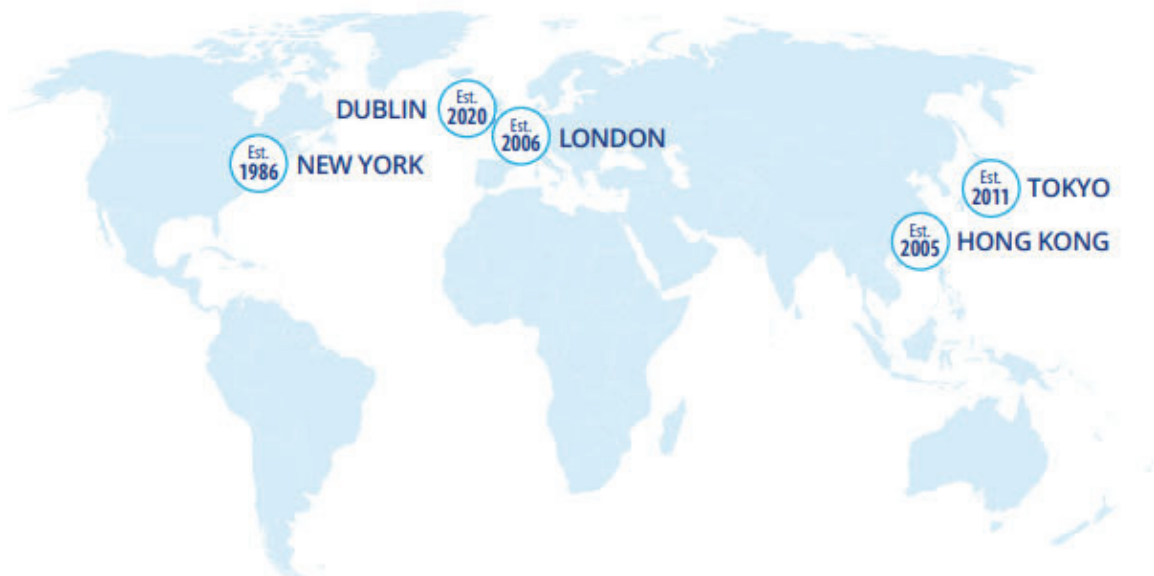 DUBLIN
Est.
2020
Est.
2006
LONDON
Est.
1986
NEW YORK
Est.
2011
TOKYO
Est.
2005
HONG KONG